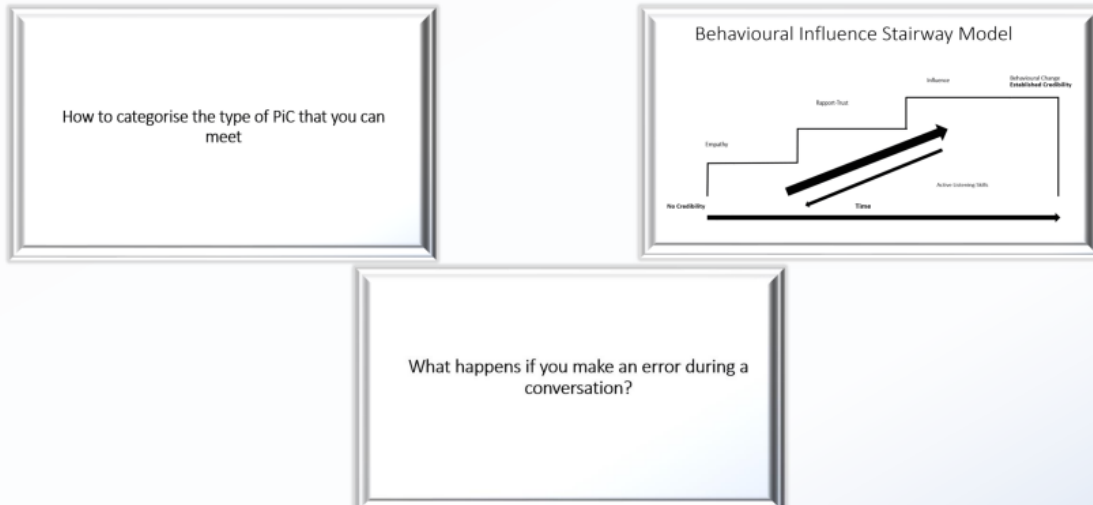 How to categorise the type of PiC that you can
meet
Behavioural Influence Stairway Model
Influence
Behavioural Change
Established Credibility
Rapport-Trust
Empathy
Active Listening Skills
No Credibility
Time
What happens if you make an error during a
conversation?